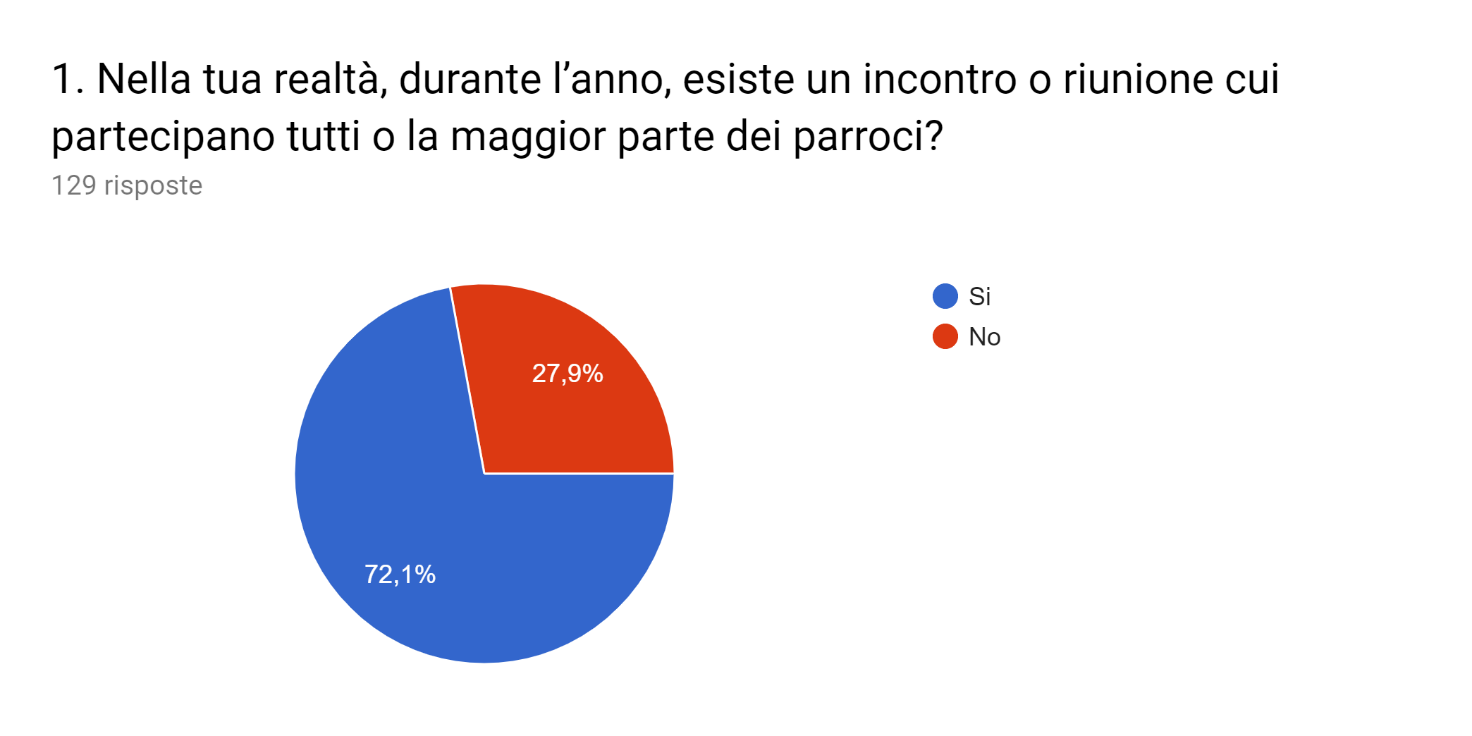 1. Nella tua realtà, durante l’anno, esiste un incontro o riunione cui
partecipano tutti o la maggior parte dei parroci?
129 risposte
Si
No
27,9%
72,1%